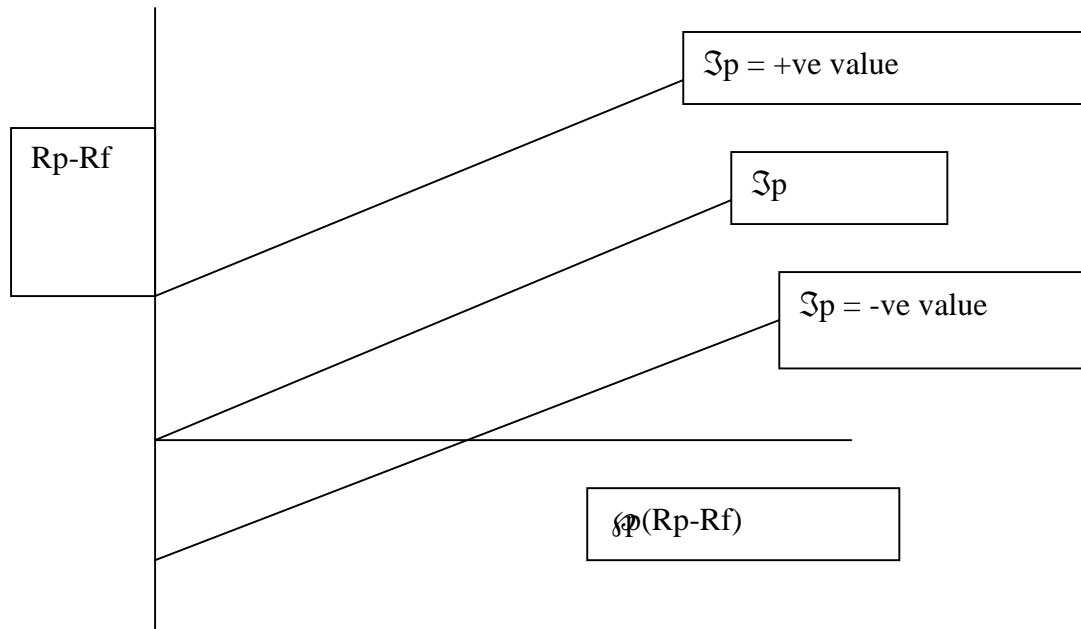 ℑp = +ve value
Rp-Rf
ℑp
ℑp = -ve value
℘p(Rp-Rf)